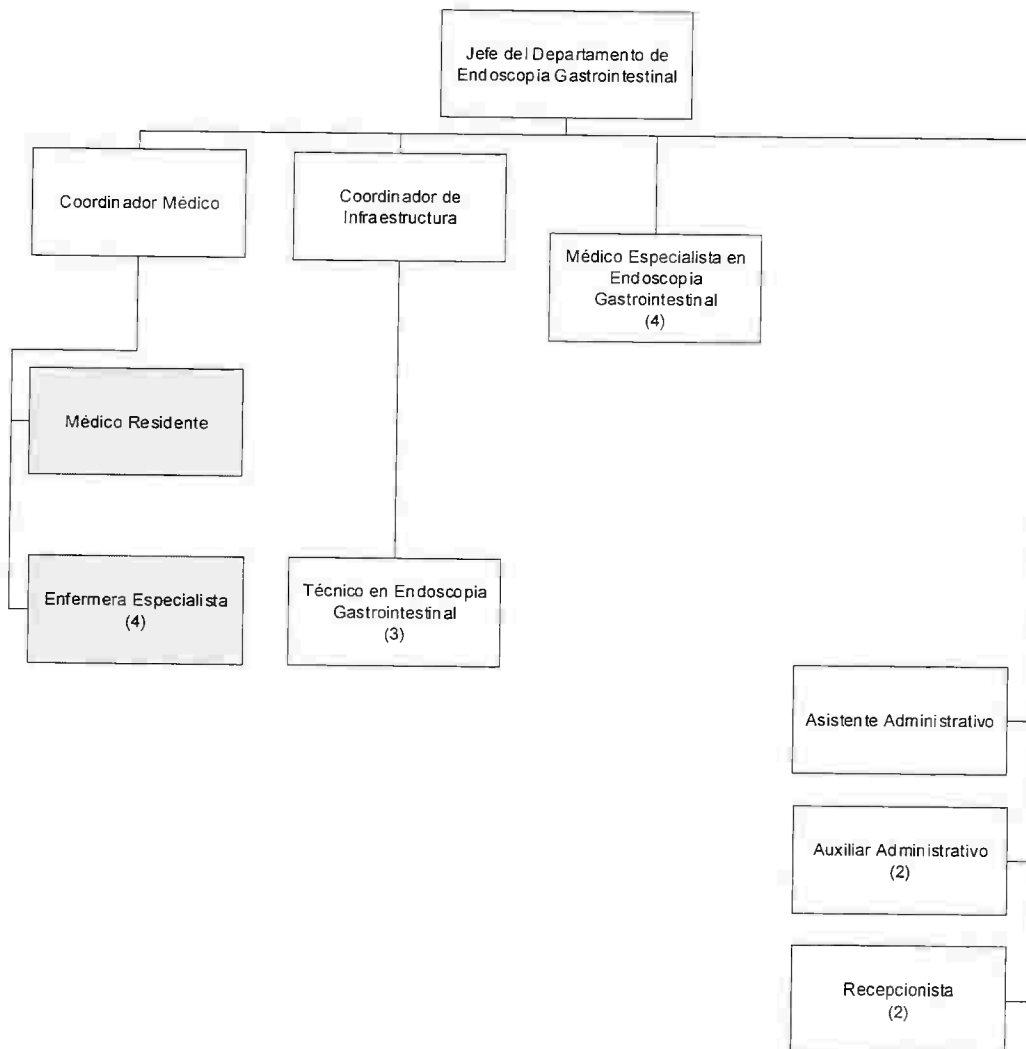 Jefe del Departamento de
Endoscopia Gastrointestinal
Coordinador Médico
Coordinador de
Infraestructura
Médico Especialista en
Endoscopia
Gastrointestinal
(4)
Médico Residente
Enfermera Especialista
(4)
Técnico en Endoscopia
Gastrointestinal
(3)
Asistente Administrativo
Auxiliar Administrativo
(2)
Recepcionista
(2)